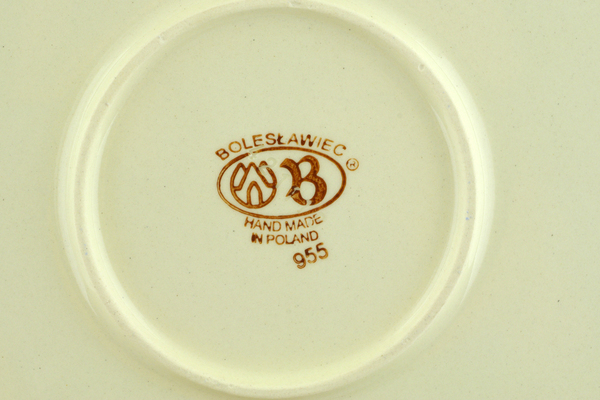 BOLESŁAWIEC ®
B
HAND MADE
IN POLAND
955